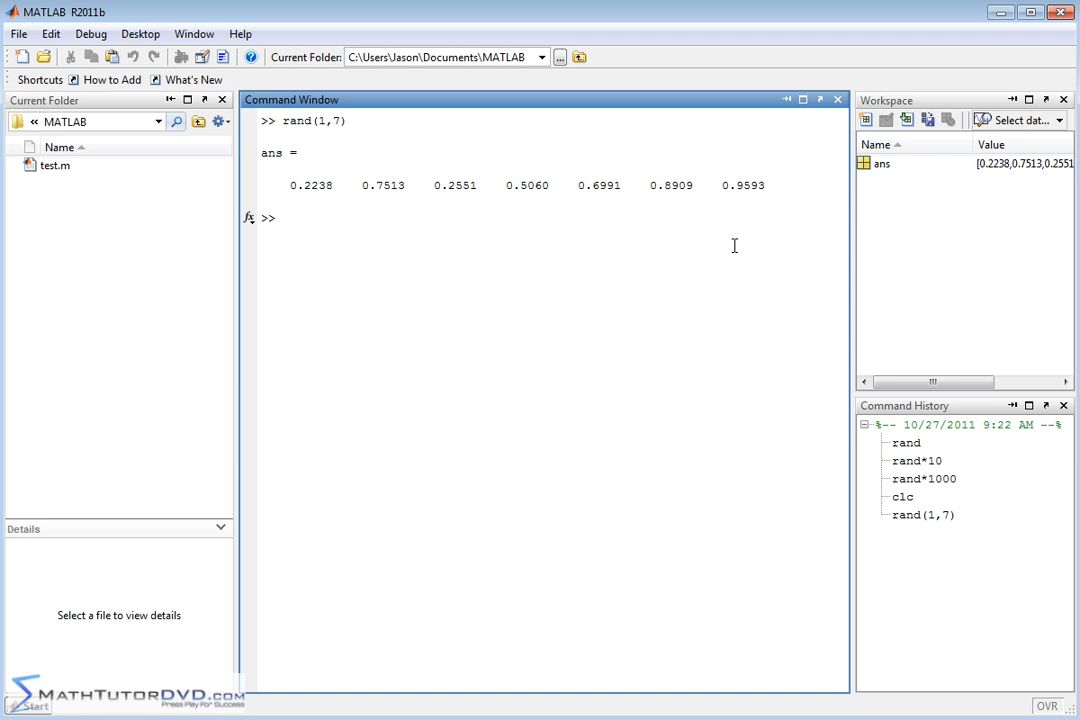 MATLAB R2011b
File Edit Debug Desktop Window Help
Current Folder: C:\Users\Jason\Documents\MATLAB ...
Shortcuts How to Add What's New
Current Folder
« MATLAB
Name
test.m
Details
Select a file to view details
Command Window
>> rand(1,7)
ans =
0.2238 0.7513 0.2551 0.5060 0.6991 0.8909 0.9593
fx >>
Workspace
Select dat...
Name Value
ans [0.2238,0.7513,0.2551
Command History
%-- 10/27/2011 9:22 AM --%
rand
rand*10
rand*1000
clc
rand(1,7)
MATHTUTORDVD.COM
Press Play For Success
Start
OVR